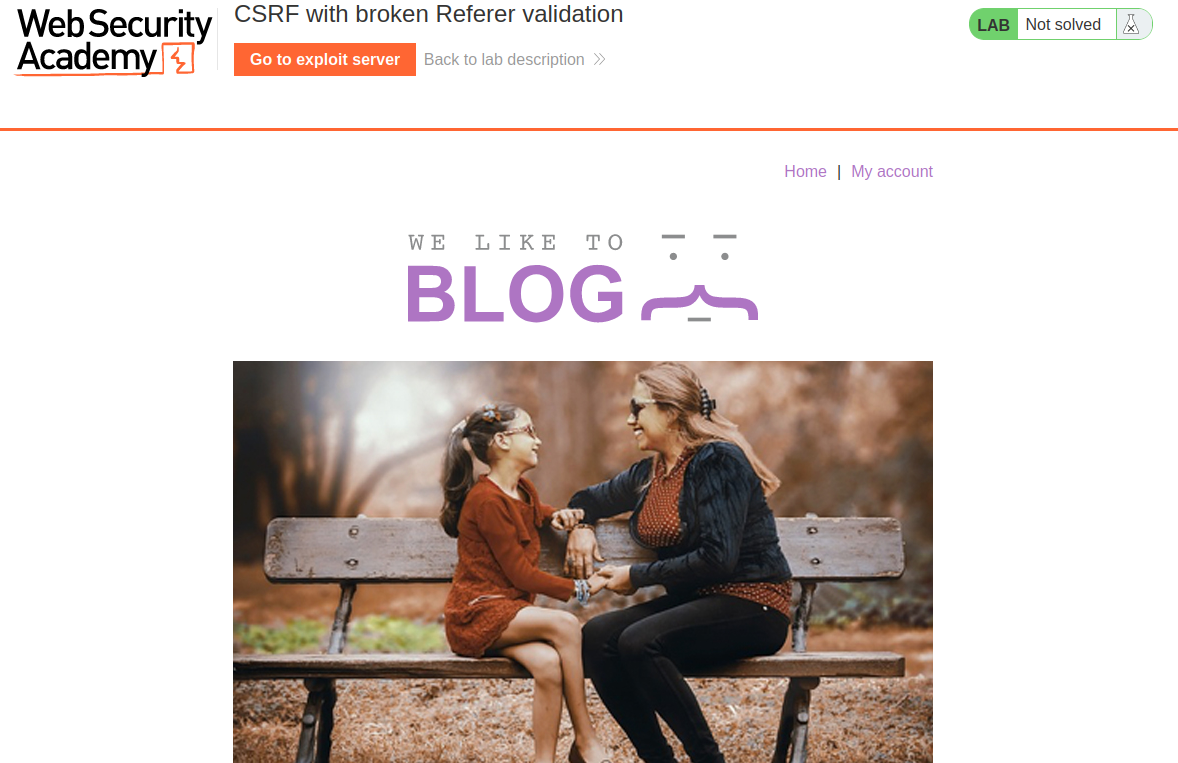 Web Security
Academy
CSRF with broken Referer validation
Go to exploit server
Back to lab description
LAB
Not solved
Home | My account
WE LIKE TO
BLOG